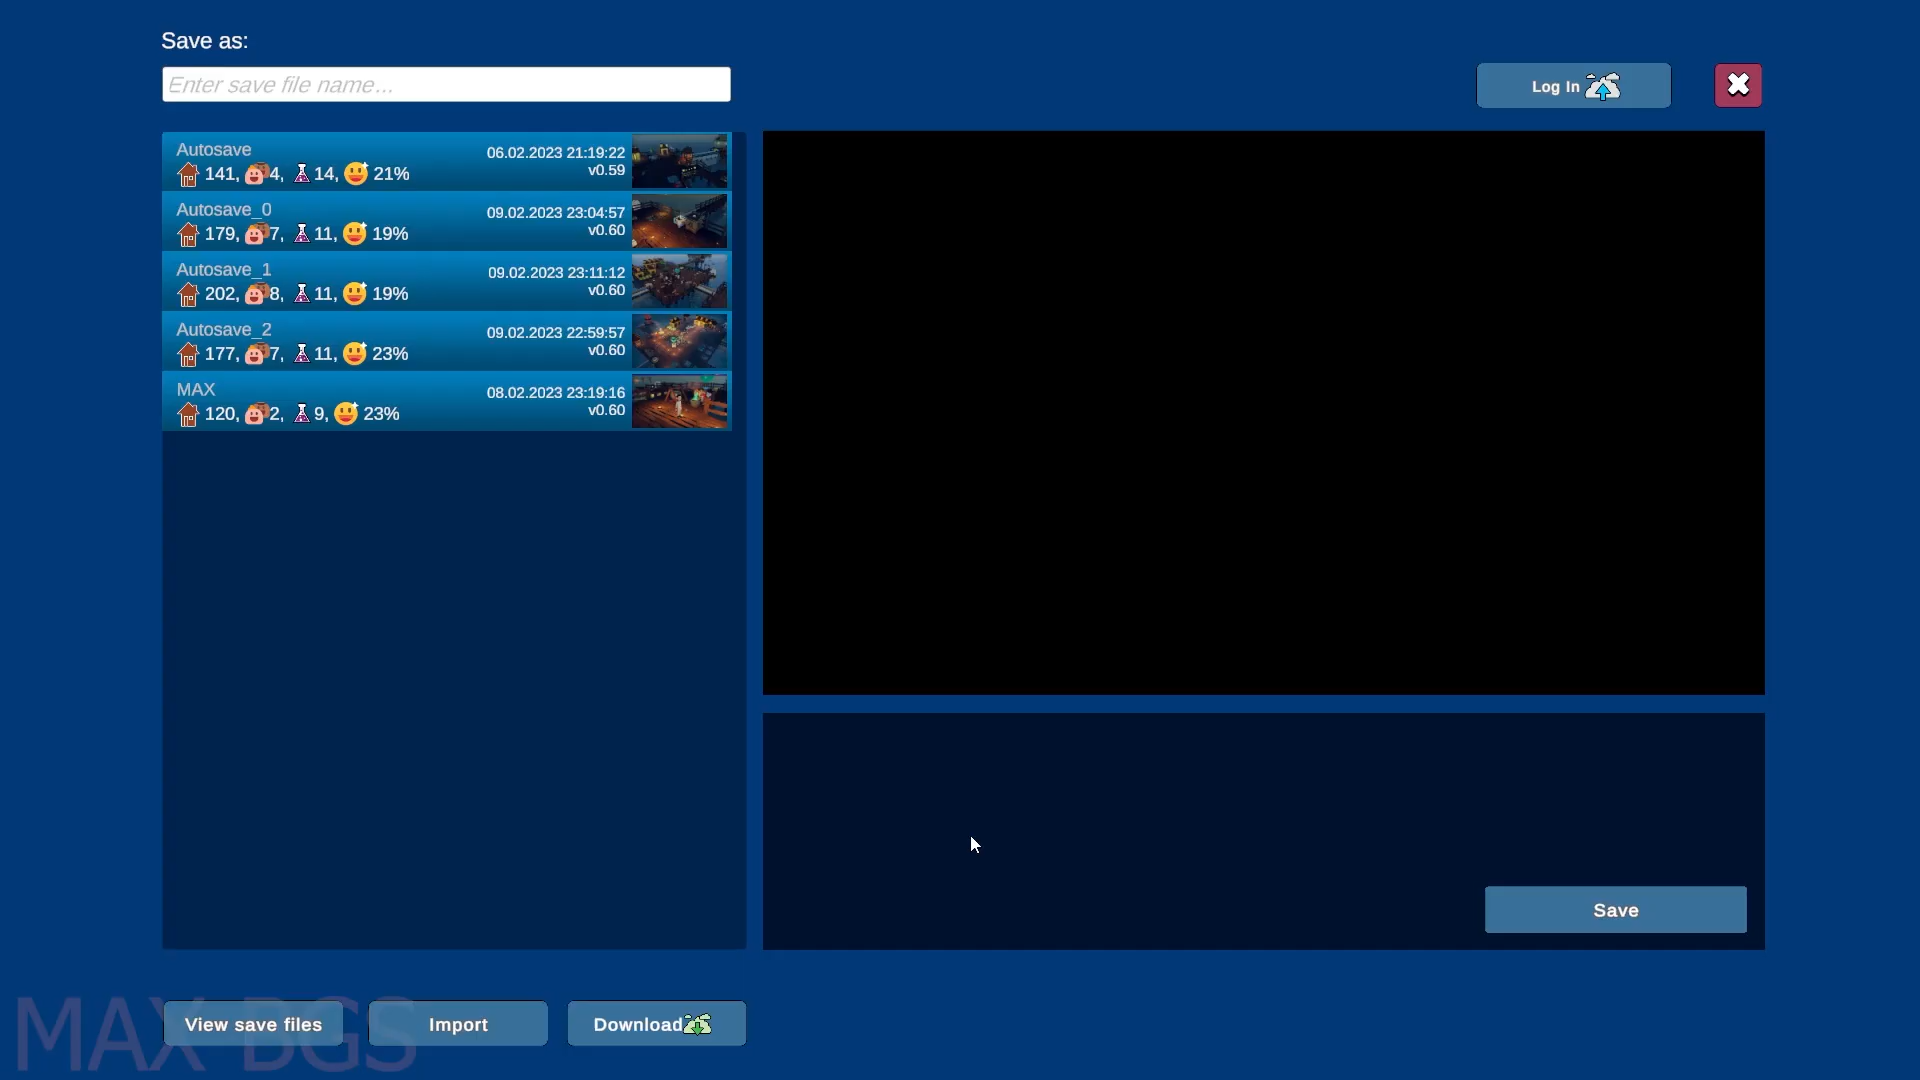 Save as:
Enter save file name...
Log In
Autosave
06.02.2023 21:19:22
141, 4, 14, 21%
v0.59
Autosave_0
09.02.2023 23:04:57
179, 7, 11, 19%
v0.60
Autosave_1
09.02.2023 23:11:12
202, 8, 11, 19%
v0.60
Autosave_2
09.02.2023 22:59:57
177, 7, 11, 23%
v0.60
MAX
08.02.2023 23:19:16
120, 2, 9, 23%
v0.60
Save
View save files
Import
Download
MAX BGS